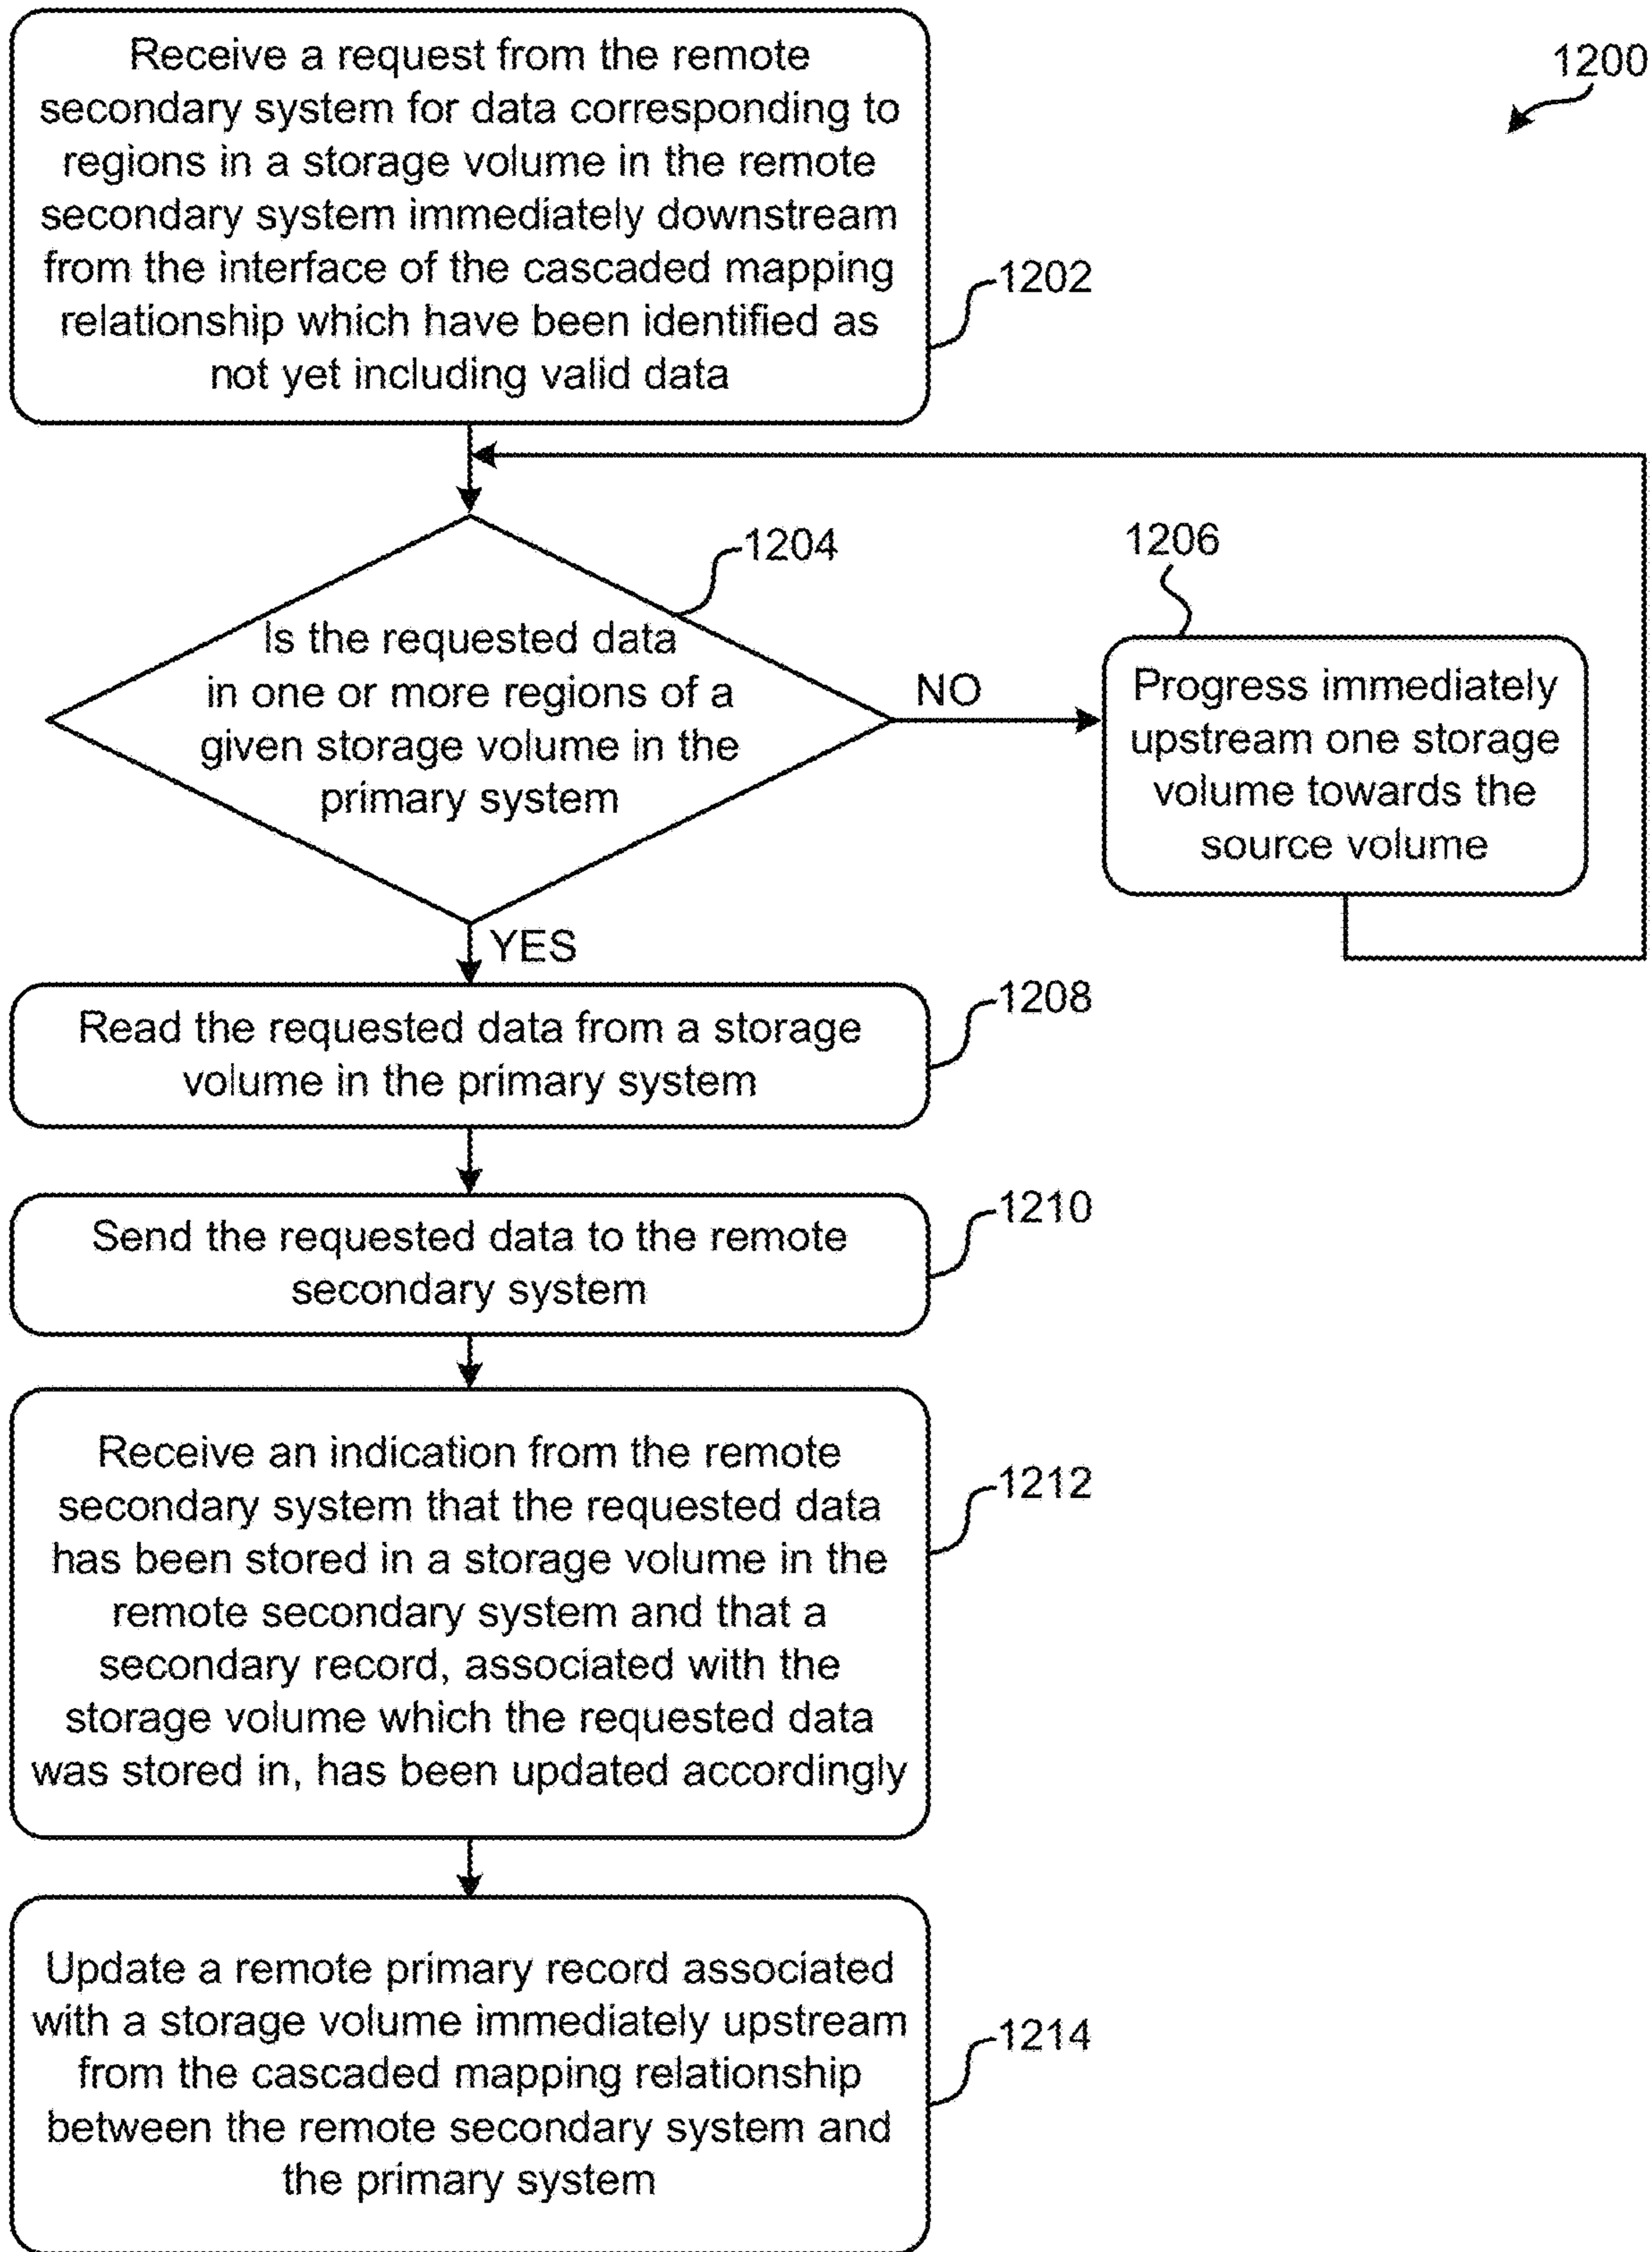 1200
Receive a request from the remote
secondary system for data corresponding to
regions in a storage volume in the remote
secondary system immediately downstream
from the interface of the cascaded mapping
relationship which have been identified as
not yet including valid data
1202
1204
Is the requested data
in one or more regions of a
given storage volume in the
primary system
NO
1206
Progress immediately
upstream one storage
volume towards the
source volume
YES
Read the requested data from a storage
volume in the primary system
1208
Send the requested data to the remote
secondary system
1210
Receive an indication from the remote
secondary system that the requested data
has been stored in a storage volume in the
remote secondary system and that a
secondary record, associated with the
storage volume which the requested data
was stored in, has been updated accordingly
1212
Update a remote primary record associated
with a storage volume immediately upstream
from the cascaded mapping relationship
between the remote secondary system and
the primary system
1214